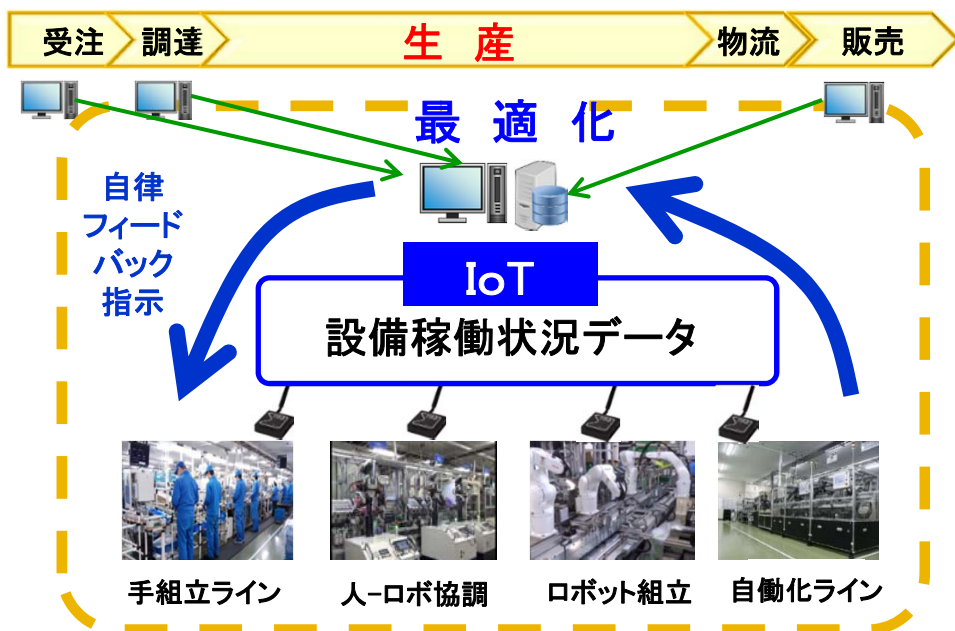 受注 調達 生産 物流 販売
最適化
自律
フィード
バック
指示
IoT
設備稼働状況データ
手組立ライン 人-ロボ協調 ロボット組立 自働化ライン